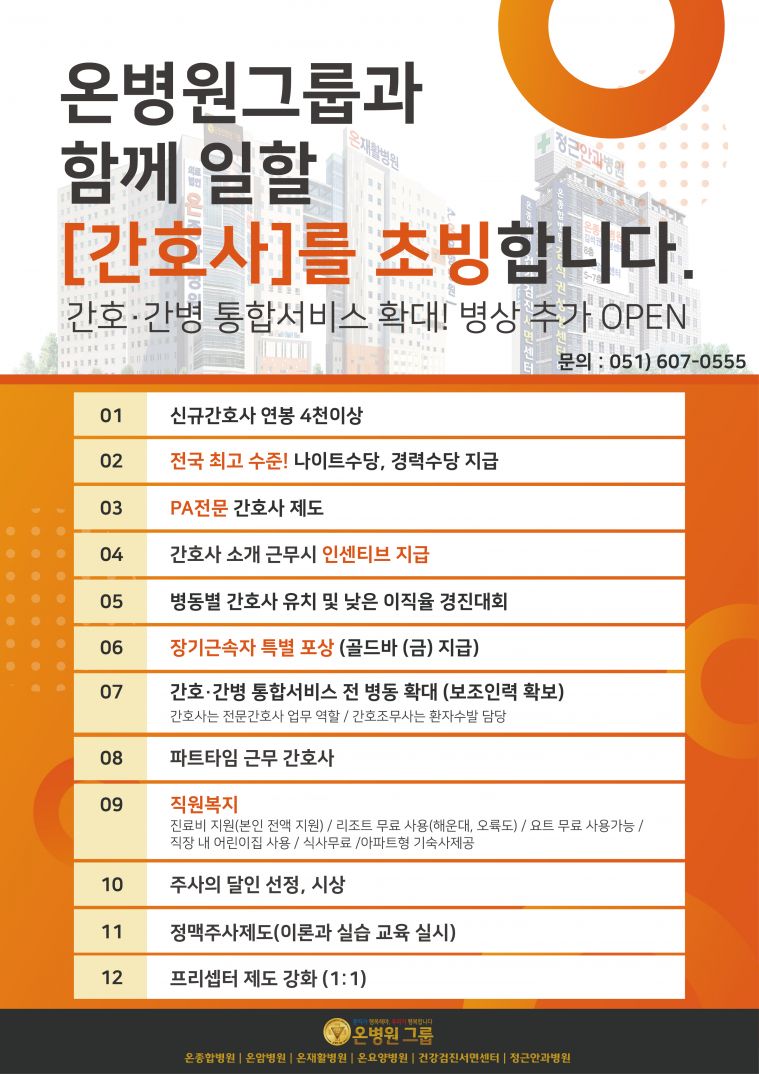 온병원그룹과
함께 일할
[간호사]를 초빙합니다.
간호·간병 통합서비스 확대! 병상 추가 OPEN
문의 : 051) 607-0555
온재활병원
정근안과병원
01 신규간호사 연봉 4천이상
02 전국 최고 수준! 나이트수당, 경력수당 지급
03 PA전문 간호사 제도
04 간호사 소개 근무시 인센티브 지급
05 병동별 간호사 유치 및 낮은 이직율 경진대회
06 장기근속자 특별 포상 (골드바 (금) 지급)
07 간호·간병 통합서비스 전 병동 확대 (보조인력 확보)
간호사는 전문간호사 업무 역할 / 간호조무사는 환자수발 담당
08 파트타임 근무 간호사
09 직원복지
진료비 지원(본인 전액 지원) / 리조트 무료 사용(해운대, 오륙도) / 요트 무료 사용가능 /
직장 내 어린이집 사용 / 식사무료 /아파트형 기숙사제공
10 주사의 달인 선정, 시상
11 정맥주사제도(이론과 실습 교육 실시)
12 프리셉터 제도 강화 (1:1)
온병원 그룹
온종합병원 | 온암병원 | 온재활병원 | 온요양병원 | 건강검진서면센터 | 정근안과병원